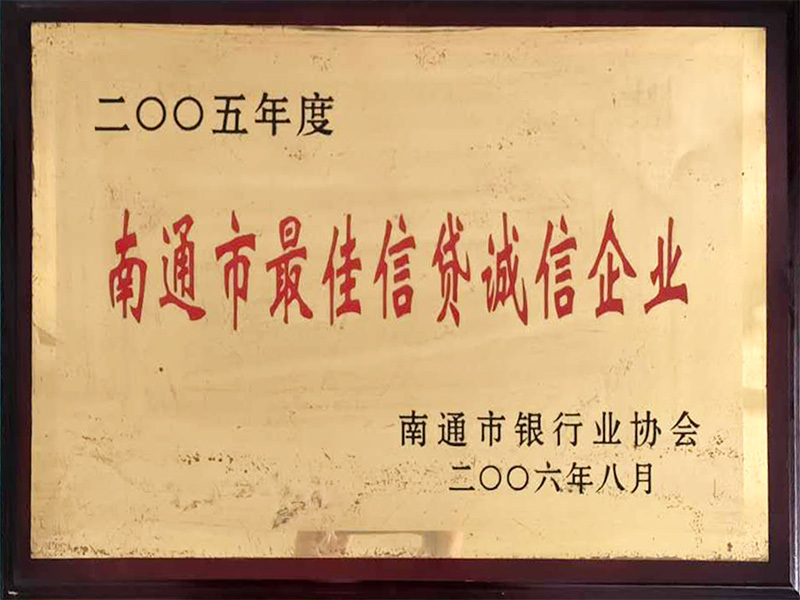 二〇〇五年度
南通市最佳信贷诚信企业
南通市银行业协会
二〇〇六年八月